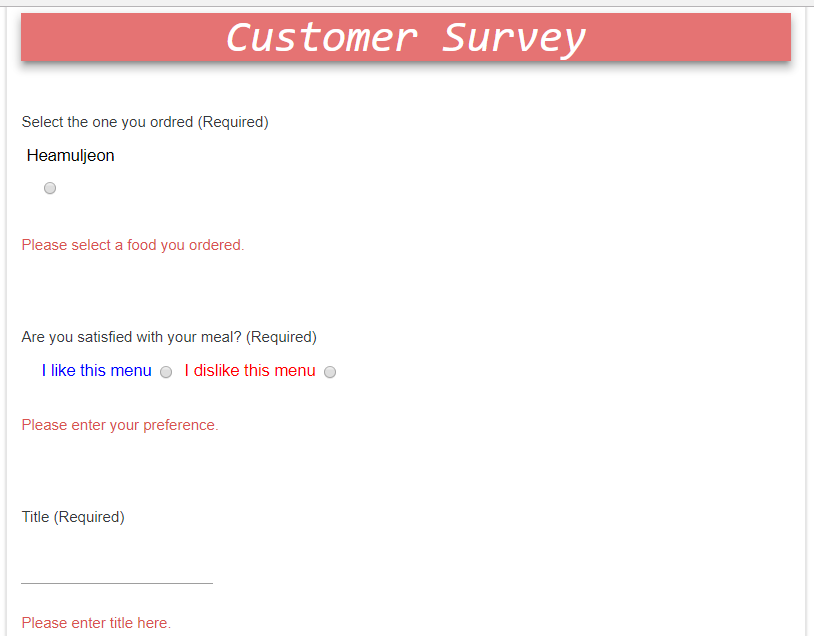 Customer Survey
Select the one you ordred (Required)
Heamuljeon
Please select a food you ordered.
Are you satisfied with your meal? (Required)
I like this menu I dislike this menu
Please enter your preference.
Title (Required)
Please enter title here.